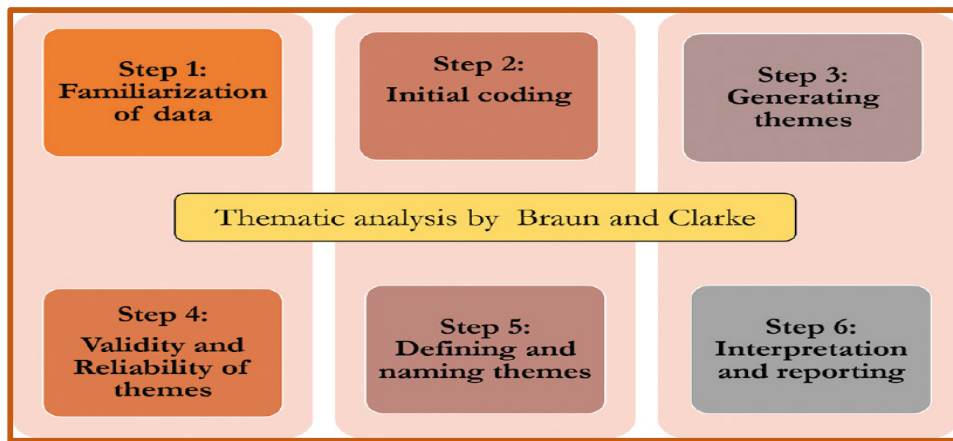 Step 1:
Familiarization
of data
Step 2:
Initial coding
Step 3:
Generating
themes
Thematic analysis by Braun and Clarke
Step 4:
Validity and
Reliability of
themes
Step 5:
Defining and
naming themes
Step 6:
Interpretation
and reporting